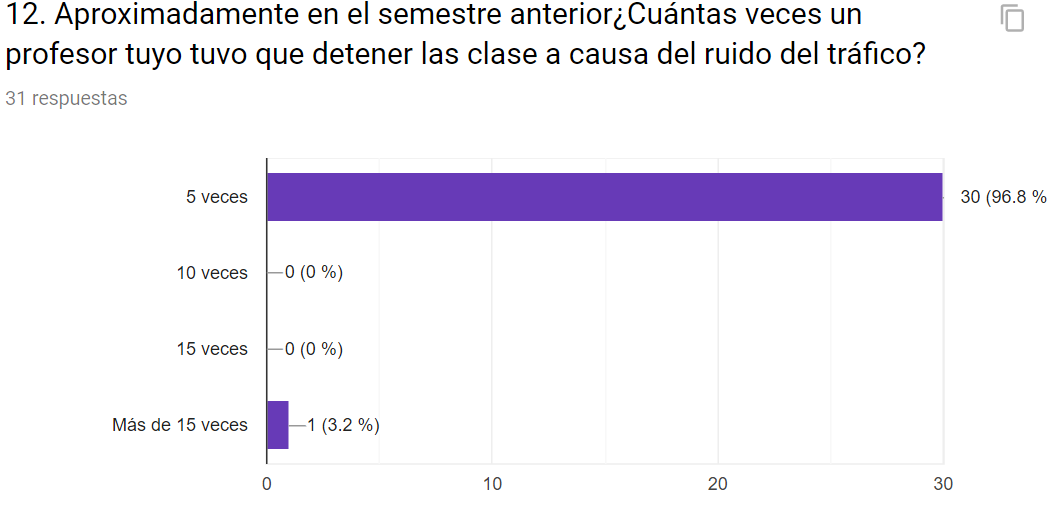 12. Aproximadamente en el semestre anterior¿Cuántas veces un
profesor tuyo tuvo que detener las clase a causa del ruido del tráfico?
31 respuestas
5 veces
30 (96.8 %
10 veces
0 (0 %)
15 veces
0 (0 %)
Más de 15 veces
1 (3.2 %)
0
10
20
30